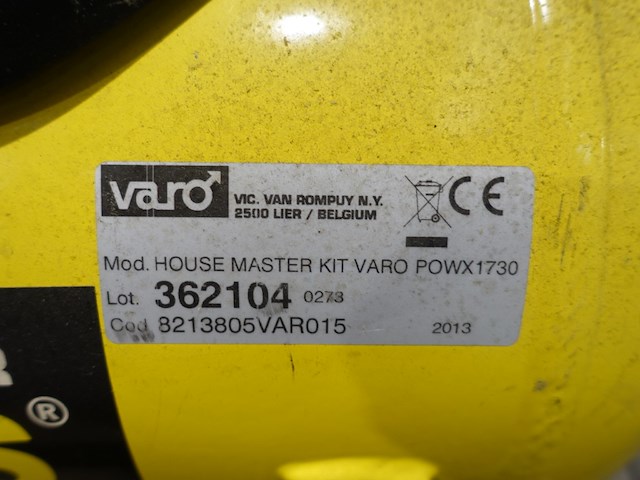 varo
VIC. VAN ROMPUY N.Y.
2500 LIER / BELGIUM
CE
Mod. HOUSE MASTER KIT VARO POWX1730
Lot. 362104 0273
Cod 8213805VAR015 2013
®